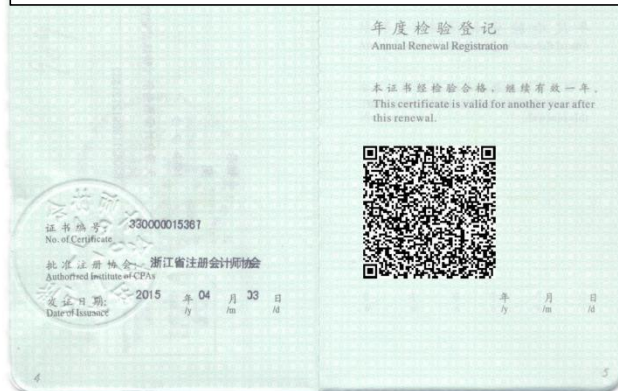 证书编号: 330000015367
No. of Certificate
批准注册协会: 浙江省注册会计师协会
Authorised Institute of CPAs
发证日期: 2015 年 04 月 03 日
Date of Issuance /y /m /d
4
年度检验登记
Annual Renewal Registration
本证书经检验合格，继续有效一年。
This certificate is valid for another year after
this renewal.
年 月 日
/y /m /d
5